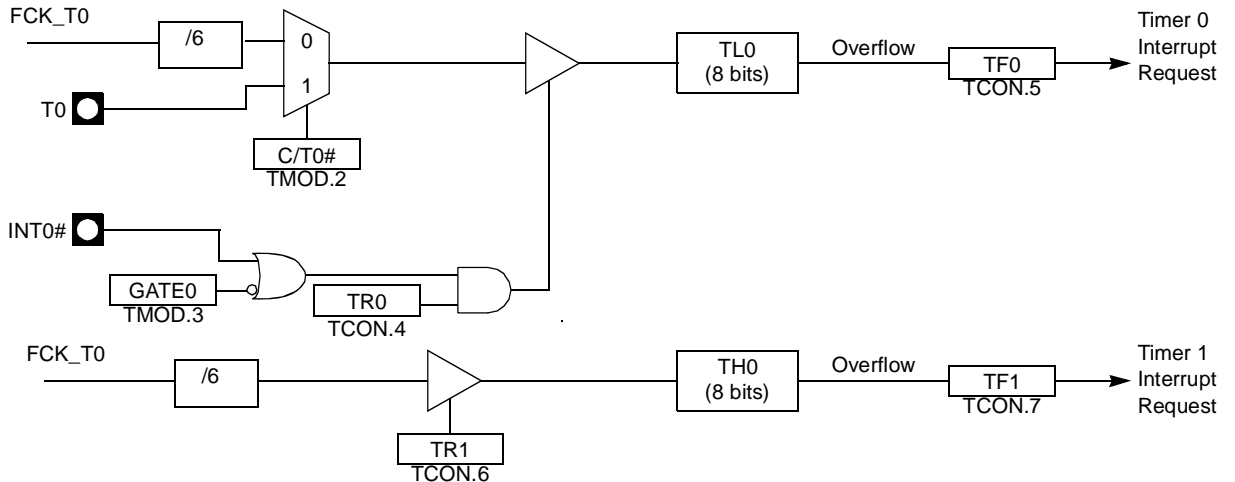 FCK_T0
/6
0
1
T0
C/T0#
TMOD.2
TL0
(8 bits)
Overflow
TF0
TCON.5
Timer 0
Interrupt
Request
INT0#
GATE0
TMOD.3
TR0
TCON.4
FCK_T0
/6
TR1
TCON.6
TH0
(8 bits)
Overflow
TF1
TCON.7
Timer 1
Interrupt
Request